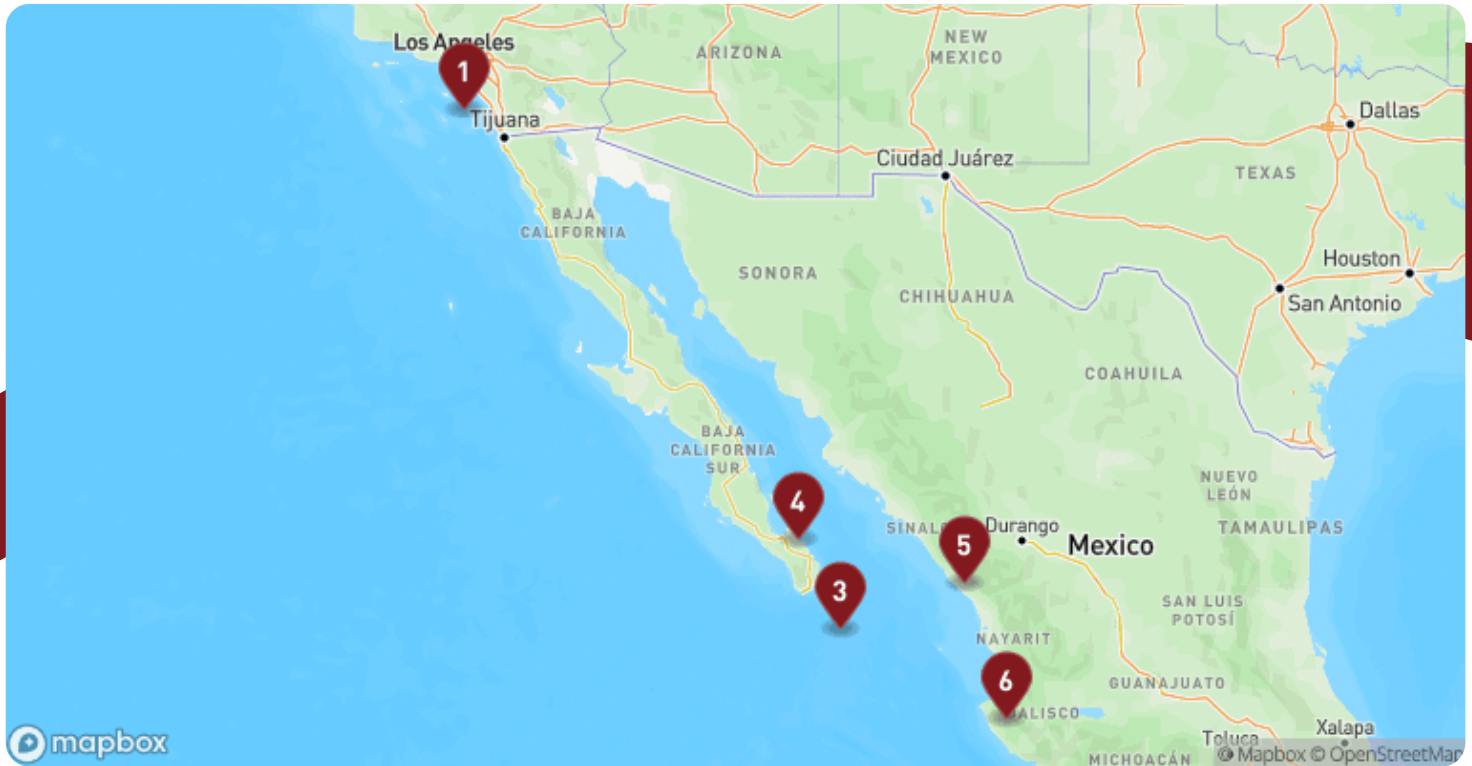 Los Angeles
1
Tijuana
ARIZONA
NEW
MEXICO
Dallas
Ciudad Juárez
TEXAS
BAJA
CALIFORNIA
SONORA
CHIHUAHUA
Houston
San Antonio
COAHUILA
BAJA
CALIFORNIA
SUR
NUEVO
LEÓN
4
SINAL
5
Durango
Mexico
TAMAULIPAS
3
SAN LUIS
POTOSÍ
NAYARIT
6
GUANAJUATO
ALISCO
Xalapa
Toluca
MICHOACÁN
mapbox
© Mapbox © OpenStreetMap